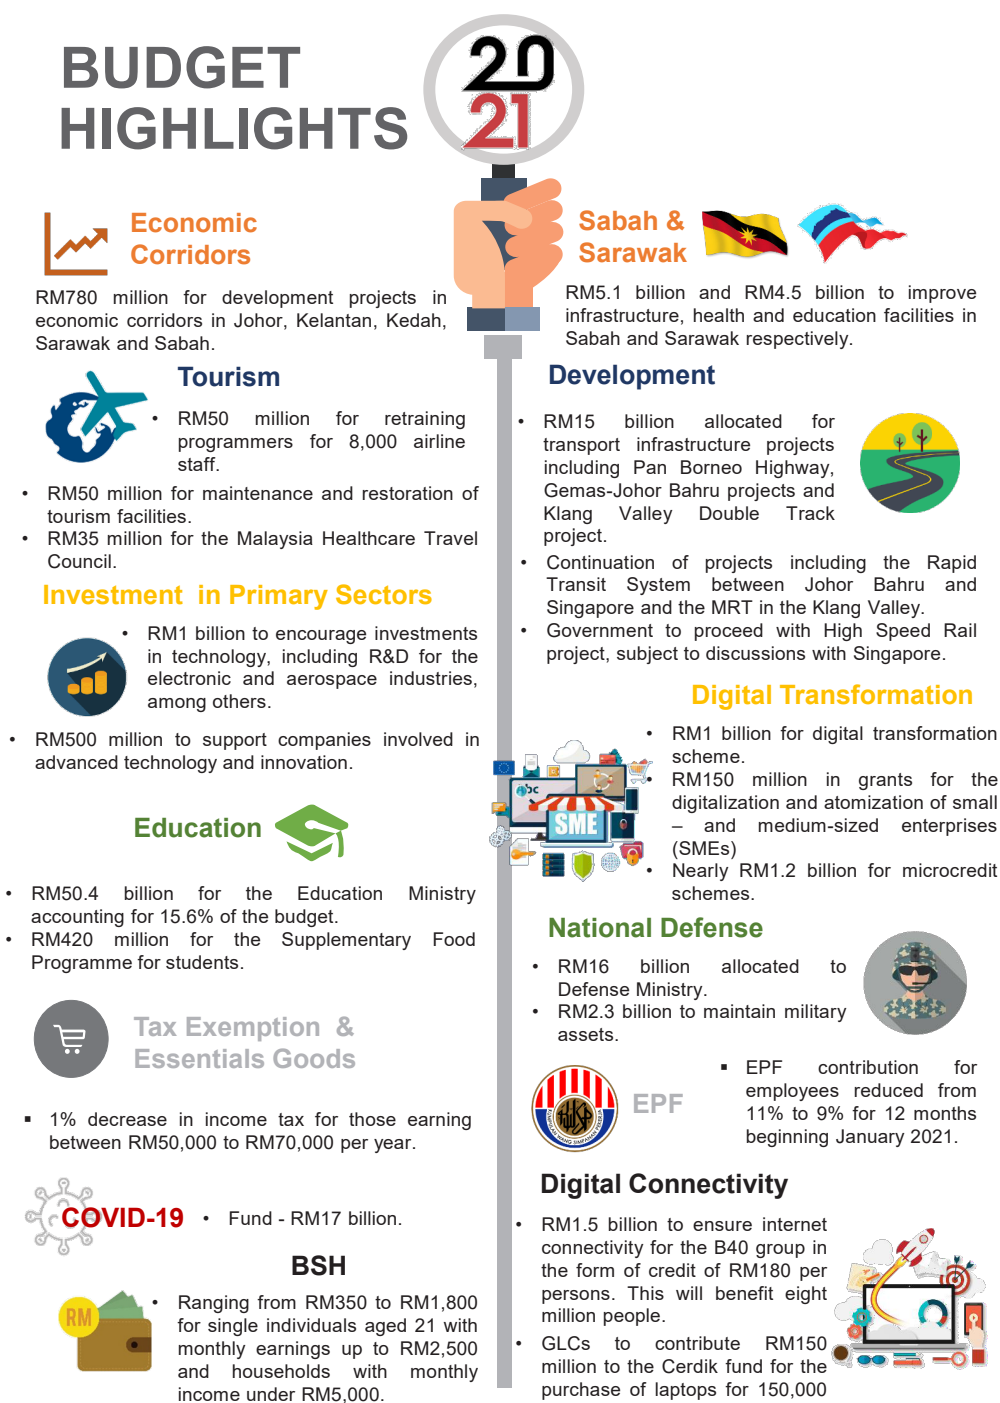 BUDGET
HIGHLIGHTS
20
21
Economic
Corridors
RM780 million for development projects in
economic corridors in Johor, Kelantan, Kedah,
Sarawak and Sabah.
Tourism
• RM50 million for retraining
programmers for 8,000 airline
staff.
• RM50 million for maintenance and restoration of
tourism facilities.
• RM35 million for the Malaysia Healthcare Travel
Council.
Investment in Primary Sectors
• RM1 billion to encourage investments
in technology, including R&D for the
electronic and aerospace industries,
among others.
• RM500 million to support companies involved in
advanced technology and innovation.
Education
• RM50.4 billion for the Education Ministry
accounting for 15.6% of the budget.
• RM420 million for the Supplementary Food
Programme for students.
Tax Exemption &
Essentials Goods
▪ 1% decrease in income tax for those earning
between RM50,000 to RM70,000 per year.
COVID-19
• Fund - RM17 billion.
BSH
RM
• Ranging from RM350 to RM1,800
for single individuals aged 21 with
monthly earnings up to RM2,500
and households with monthly
income under RM5,000.
Sabah &
Sarawak
RM5.1 billion and RM4.5 billion to improve
infrastructure, health and education facilities in
Sabah and Sarawak respectively.
Development
• RM15 billion allocated for
transport infrastructure projects
including Pan Borneo Highway,
Gemas-Johor Bahru projects and
Klang Valley Double Track
project.
• Continuation of projects including the Rapid
Transit System between Johor Bahru and
Singapore and the MRT in the Klang Valley.
• Government to proceed with High Speed Rail
project, subject to discussions with Singapore.
Digital Transformation
• RM1 billion for digital transformation
scheme.
• RM150 million in grants for the
digitalization and atomization of small
– and medium-sized enterprises
(SMEs)
• Nearly RM1.2 billion for microcredit
schemes.
SME
National Defense
• RM16 billion allocated to
Defense Ministry.
• RM2.3 billion to maintain military
assets.
KWSP
KUMPULAN WANG SIMPANAN PEKERJA
EPF
▪ EPF contribution for
employees reduced from
11% to 9% for 12 months
beginning January 2021.
Digital Connectivity
• RM1.5 billion to ensure internet
connectivity for the B40 group in
the form of credit of RM180 per
persons. This will benefit eight
million people.
• GLCs to contribute RM150
million to the Cerdik fund for the
purchase of laptops for 150,000